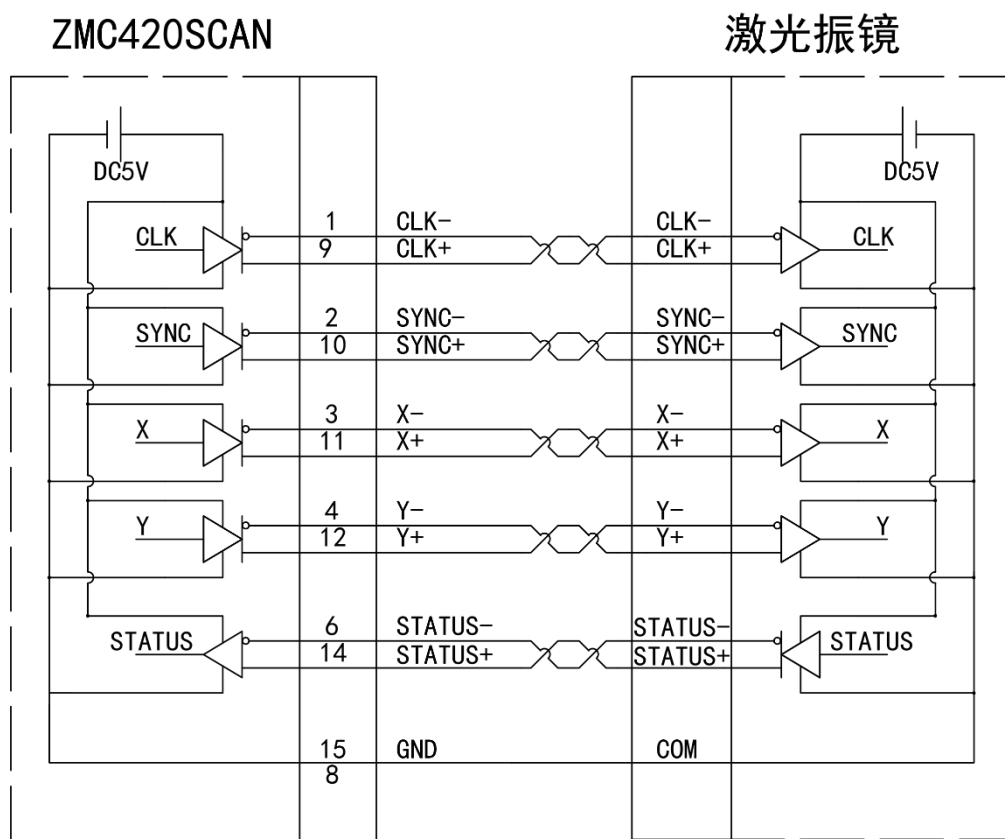 ZMC420SCAN 激光振镜
DC5V DC5V
1 CLK- CLK-
CLK 9 CLK+ CLK+ CLK
2 SYNC- SYNC-
SYNC 10 SYNC+ SYNC+ SYNC
3 X- X-
X 11 X+ X+ X
4 Y- Y-
Y 12 Y+ Y+ Y
6 STATUS- STATUS-
STATUS 14 STATUS+ STATUS+ STATUS
15 GND COM
8